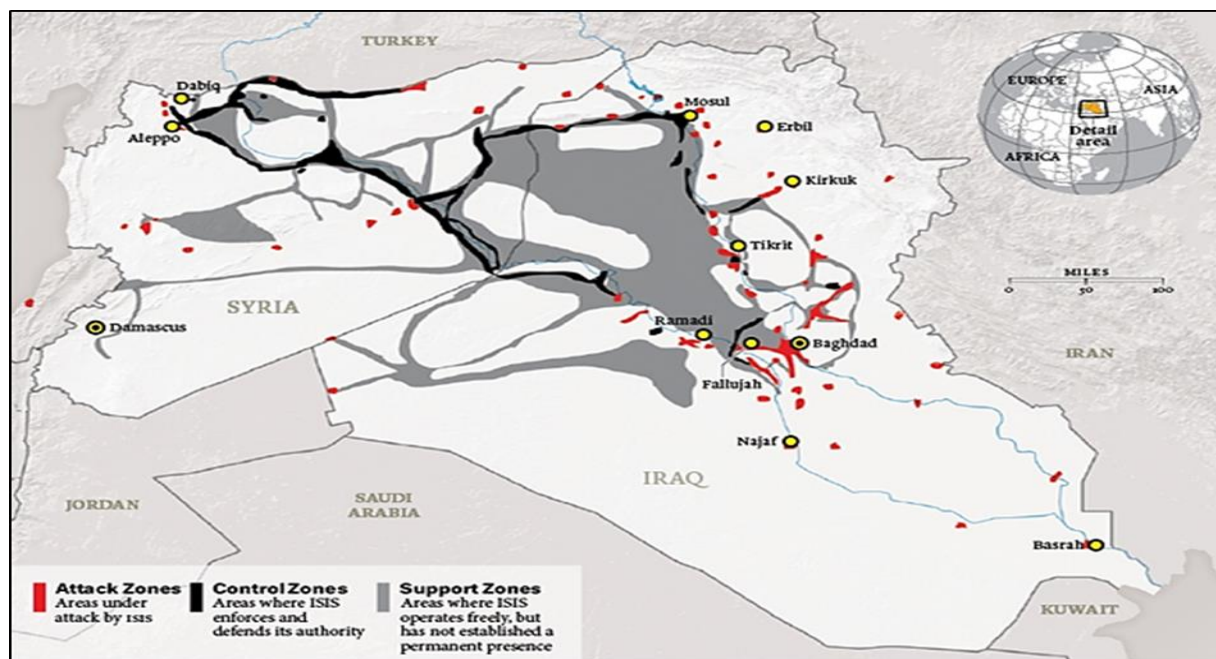 TURKEY
EUROPE
ASIA
AFRICA
Detail
area
Dabiq
Aleppo
Mosul
Erbil
Kirkuk
Tikrit
MILES
0 50 100
SYRIA
Damascus
Ramadi
Baghdad
Fallujah
IRAN
Najaf
IRAQ
JORDAN
SAUDI
ARABIA
Basrah
KUWAIT
Attack Zones
Areas under
attack by ISIS
Control Zones
Areas where ISIS
enforces and
defends its authority
Support Zones
Areas where ISIS
operates freely, but
has not established a
permanent presence